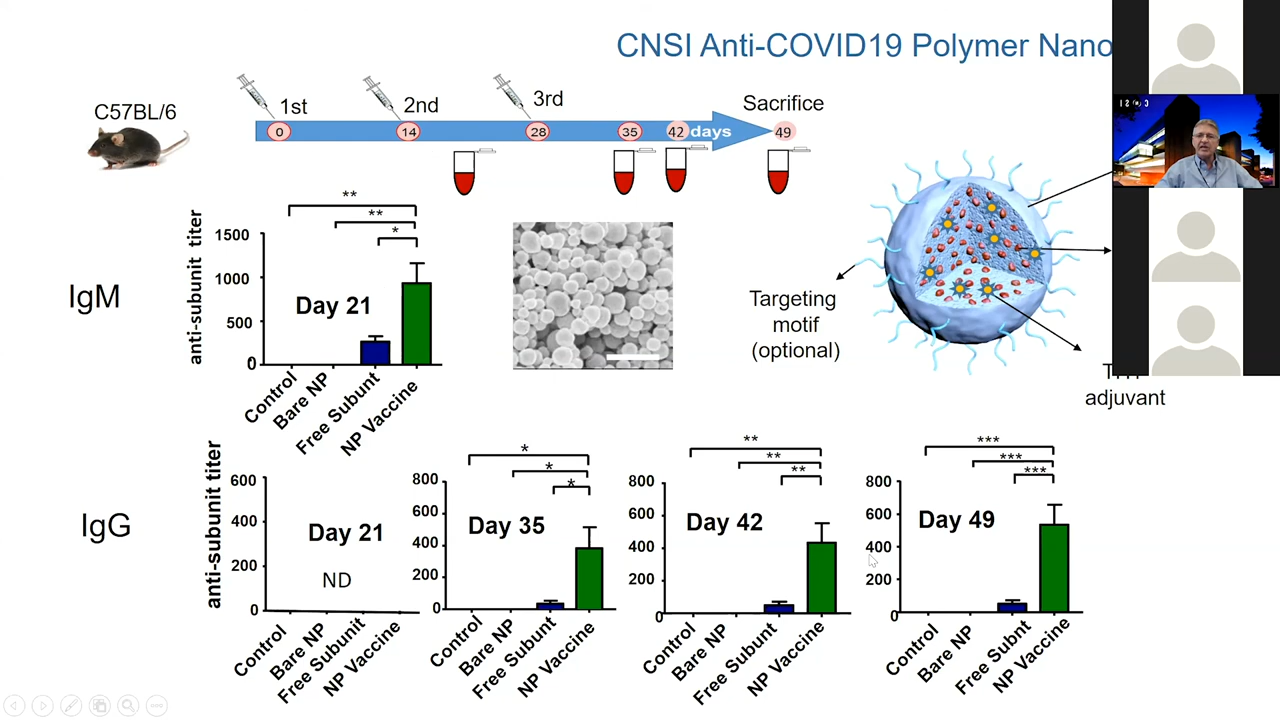 CNSI Anti-COVID19 Polymer Nano
C57BL/6
1st
2nd
3rd
Sacrifice
0
14
28
35
42
days
49
IgM
anti-subunit titer
1500
1000
500
0
Day 21
**
**
*
Control
Bare NP
Free Subunt
NP Vaccine
Targeting
motif
(optional)
adjuvant
IgG
anti-subunit titer
600
400
200
0
Day 21
ND
Control
Bare NP
Free Subunit
NP Vaccine
800
600
400
200
0
Day 35
*
*
*
Control
Bare NP
Free Subunt
NP Vaccine
800
600
400
200
0
Day 42
**
**
**
Control
Bare NP
Free Subunt
NP Vaccine
800
600
400
200
0
Day 49
***
***
***
Control
Bare NP
Free Subnt
NP Vaccine